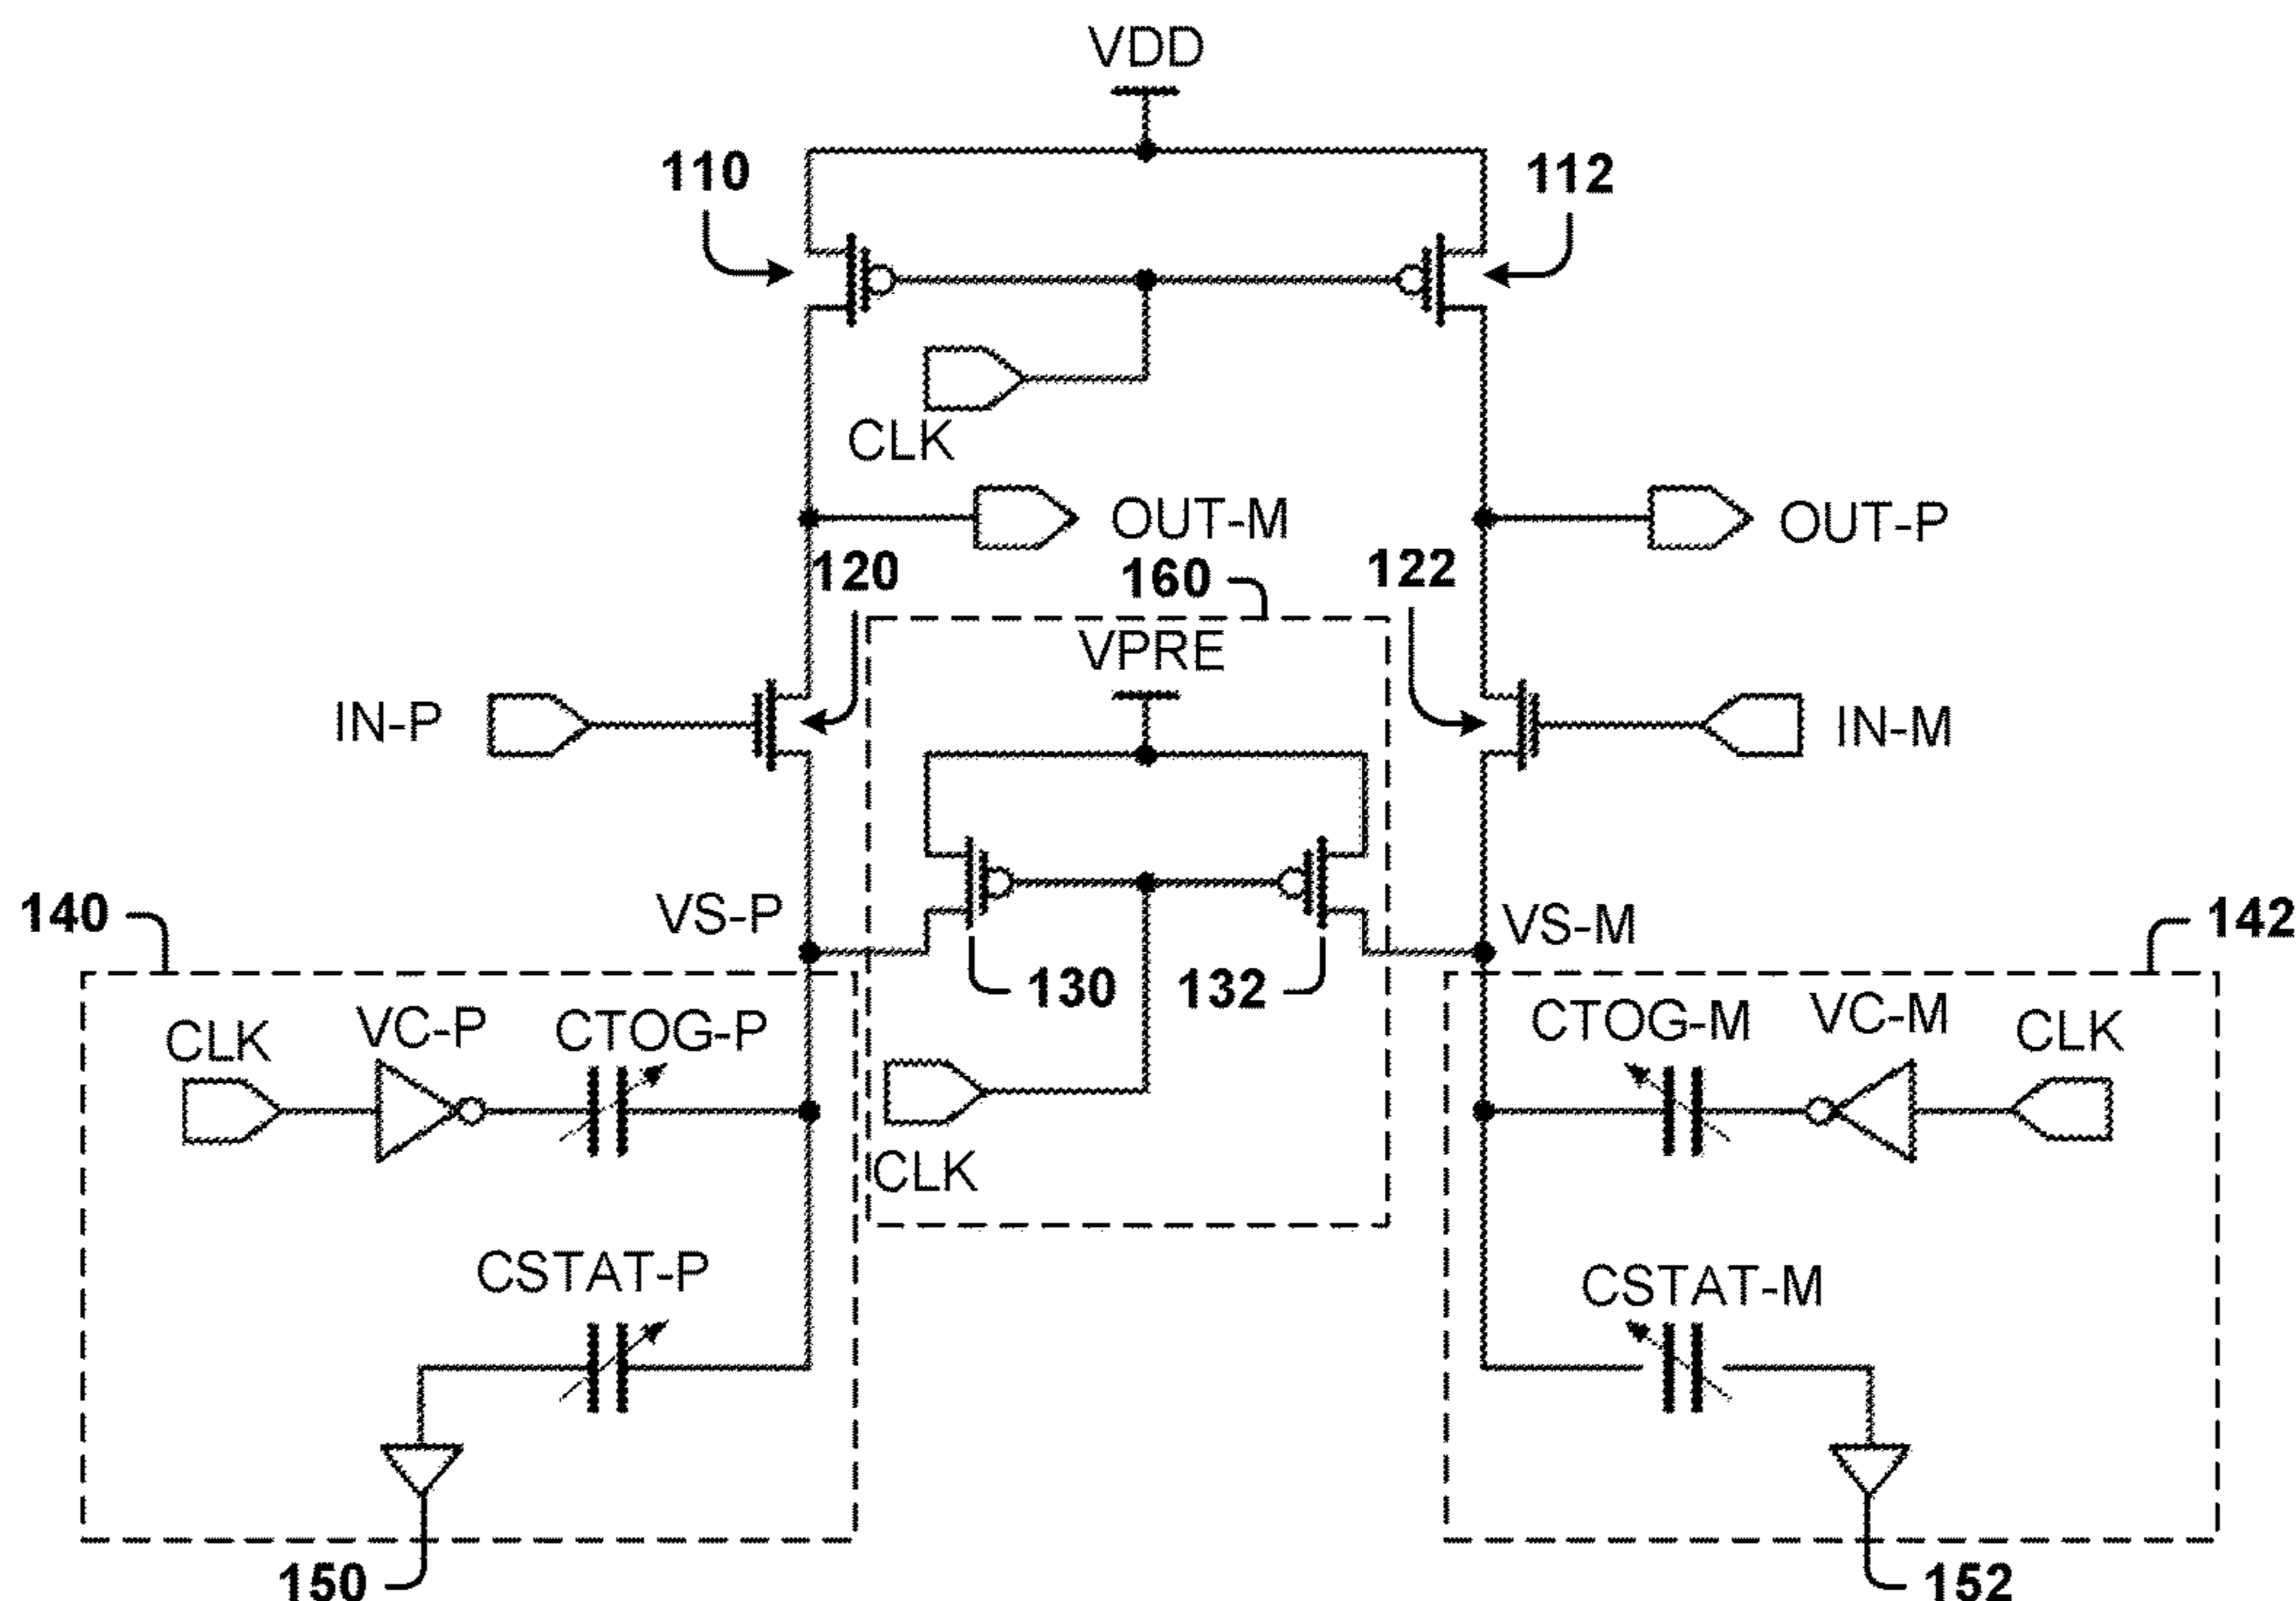 VDD
110
112
CLK
OUT-M
OUT-P
120
160
122
VPRE
IN-P
IN-M
140
VS-P
VS-M
142
130
132
CLK
VC-P
CTOG-P
CTOG-M
VC-M
CLK
CLK
CSTAT-P
CSTAT-M
150
152